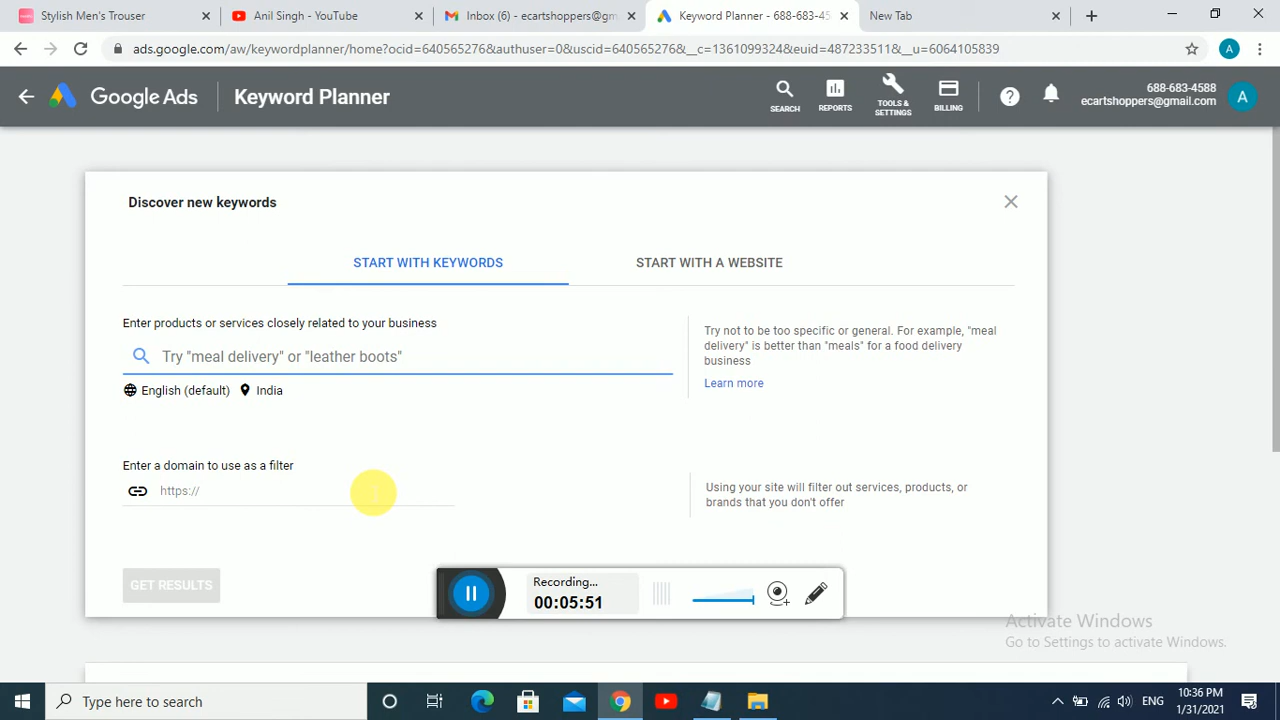 Stylish Men's Trouser
Anil Singh - YouTube
Inbox (6) - ecartshoppers@gm
Keyword Planner - 688-683-45
New Tab
ads.google.com/aw/keywordplanner/home?ocid=640565276&authuser=0&uscid=640565276&__c=1361099324&euid=4872335​11&__u=6064105839
A
Google Ads
Keyword Planner
SEARCH
REPORTS
TOOLS &
SETTINGS
BILLING
688-683-4588
ecartshoppers@gmail.com
A
Discover new keywords
START WITH KEYWORDS
START WITH A WEBSITE
Enter products or services closely related to your business
Try "meal delivery" or "leather boots"
English (default)
India
Try not to be too specific or general. For example, "meal
delivery" is better than "meals" for a food delivery
business
Learn more
Enter a domain to use as a filter
https://
Using your site will filter out services, products, or
brands that you don't offer
GET RESULTS
Recording...
00:05:51
Activate Windows
Go to Settings to activate Windows.
Type here to search
ENG
10:36 PM
1/31/2021